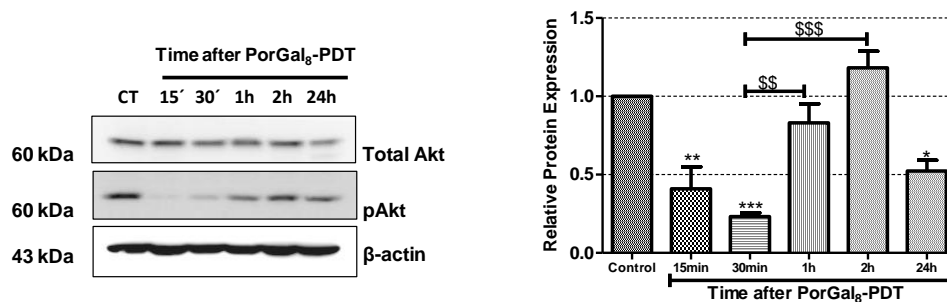 Time after PorGal₈-PDT
CT 15´ 30´ 1h 2h 24h
60 kDa Total Akt
60 kDa pAkt
43 kDa β-actin
Relative Protein Expression
1.5
1.0
0.5
0.0
$$$
$$
**
***
*
Control 15min 30min 1h 2h 24h
Time after PorGal₈-PDT